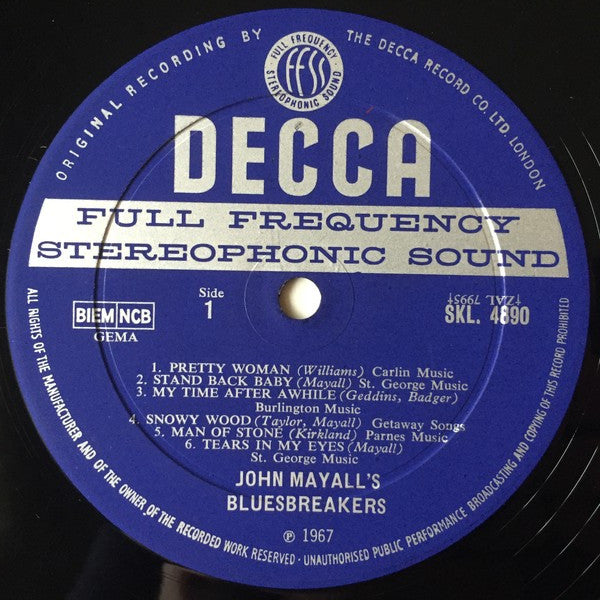 ORIGINAL RECORDING BY
THE DECCA RECORD CO. LTD. LONDON
FULL FREQUENCY
FFSS
STEREOPHONIC SOUND
DECCA
FULL FREQUENCY
STEREOPHONIC SOUND
BIEM NCB
GEMA
Side
1
†ZAL 7995†
SKL. 4890
1. PRETTY WOMAN (Williams) Carlin Music
2. STAND BACK BABY (Mayall) St. George Music
3. MY TIME AFTER AWHILE (Geddins, Badger)
Burlington Music
4. SNOWY WOOD (Taylor, Mayall) Getaway Songs
5. MAN OF STONE (Kirkland) Parnes Music
6. TEARS IN MY EYES (Mayall)
St. George Music
JOHN MAYALL'S
BLUESBREAKERS
℗ 1967
ALL RIGHTS OF THE MANUFACTURER AND OF THE OWNER OF THE RECORDED WORK RESERVED · UNAUTHORISED PUBLIC PERFORMANCE BROADCASTING AND COPYING OF THIS RECORD PROHIBITED